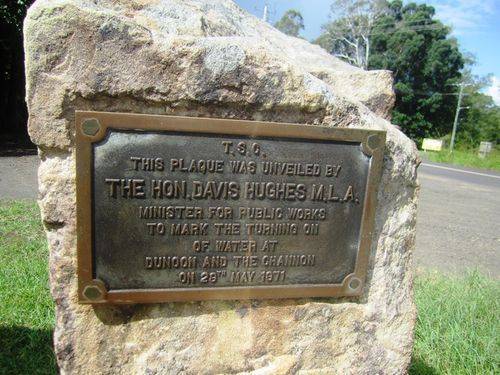 T.S.C.
THIS PLAQUE WAS UNVEILED BY
THE HON. DAVIS HUGHES M.L.A.
MINISTER FOR PUBLIC WORKS
TO MARK THE TURNING ON
OF WATER AT
DUNOON AND THE CHANNON
ON 29TH MAY 1971